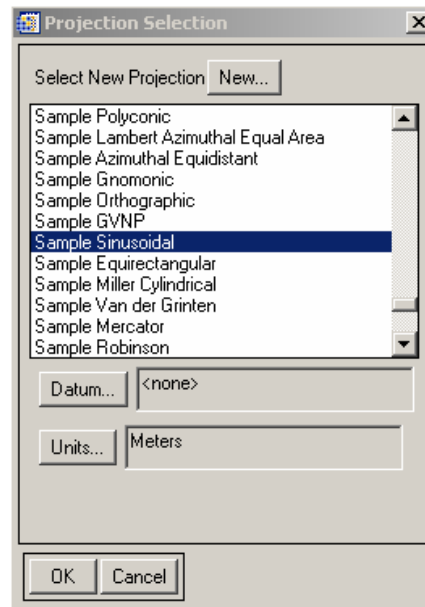 Projection Selection
Select New Projection New...
Sample Polyconic
Sample Lambert Azimuthal Equal Area
Sample Azimuthal Equidistant
Sample Gnomonic
Sample Orthographic
Sample GVNP
Sample Sinusoidal
Sample Equirectangular
Sample Miller Cylindrical
Sample Van der Grinten
Sample Mercator
Sample Robinson
Datum... <none>
Units... Meters
OK Cancel